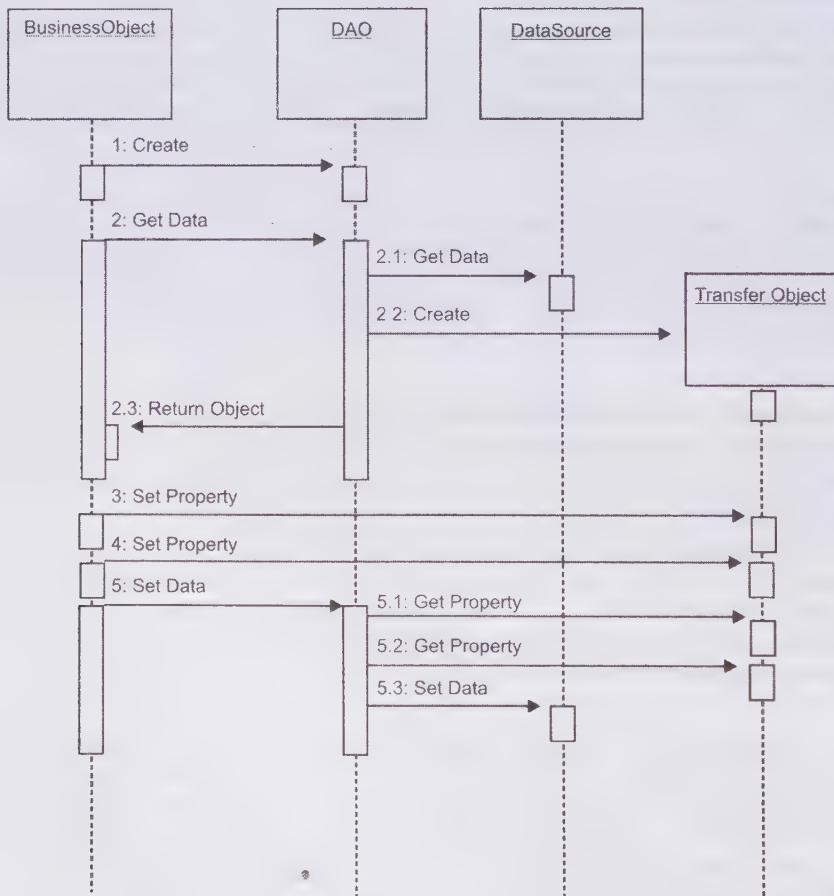 BusinessObject
DAO
DataSource
1: Create
2: Get Data
2.1: Get Data
Transfer Object
2 2: Create
2.3: Return Object
3: Set Property
4: Set Property
5: Set Data
5.1: Get Property
5.2: Get Property
5.3: Set Data